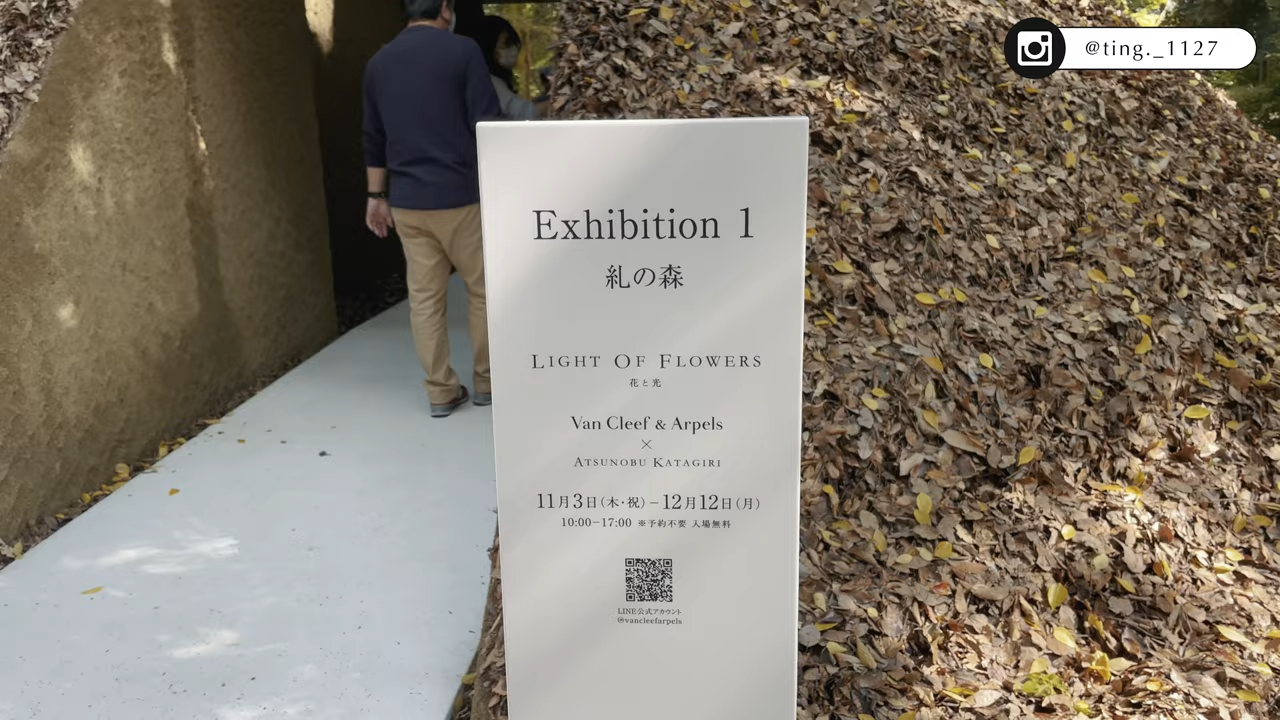 @ting._1127
Exhibition 1
糺の森
LIGHT OF FLOWERS
花と光
Van Cleef & Arpels
×
ATSUNOBU KATAGIRI
11月3日(木・祝)–12月12日(月)
10:00–17:00 ※予約不要 入場無料
LINE公式アカウント
@vancleefarpels